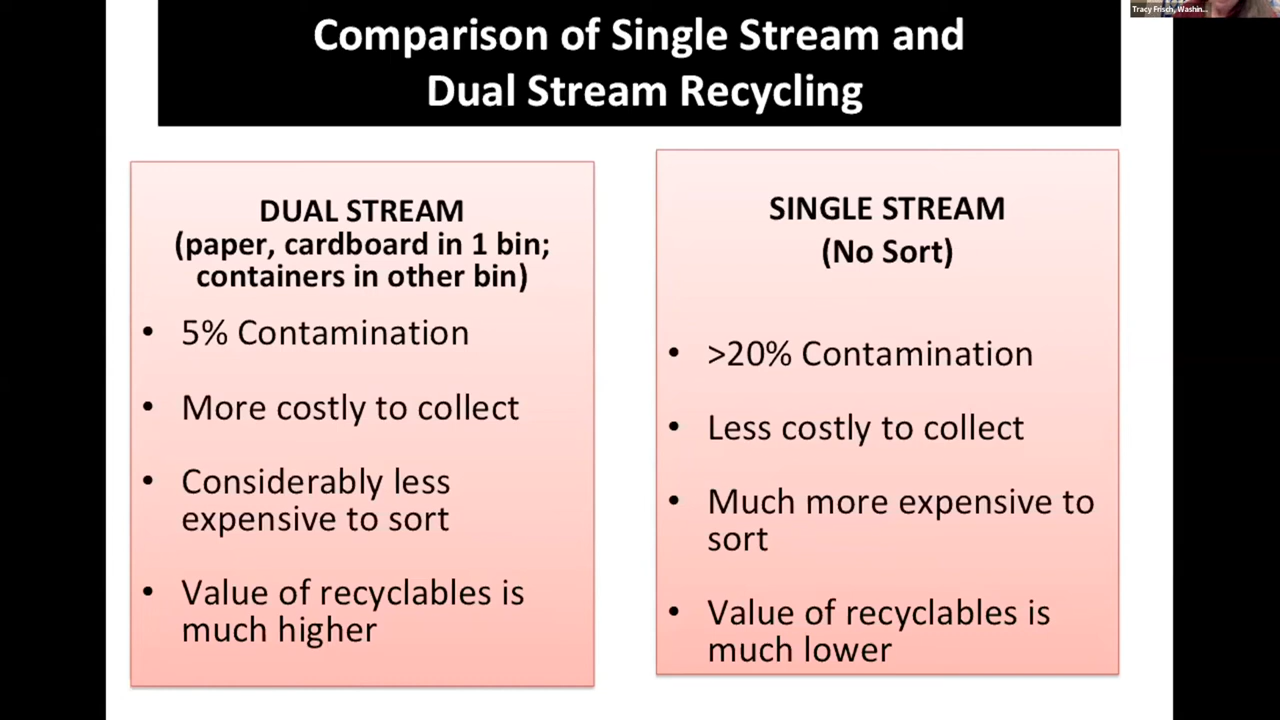 Tracy Frisch, Washin...
Comparison of Single Stream and
Dual Stream Recycling
DUAL STREAM
(paper, cardboard in 1 bin;
containers in other bin)
• 5% Contamination
• More costly to collect
• Considerably less
expensive to sort
• Value of recyclables is
much higher
SINGLE STREAM
(No Sort)
• >20% Contamination
• Less costly to collect
• Much more expensive to
sort
• Value of recyclables is
much lower